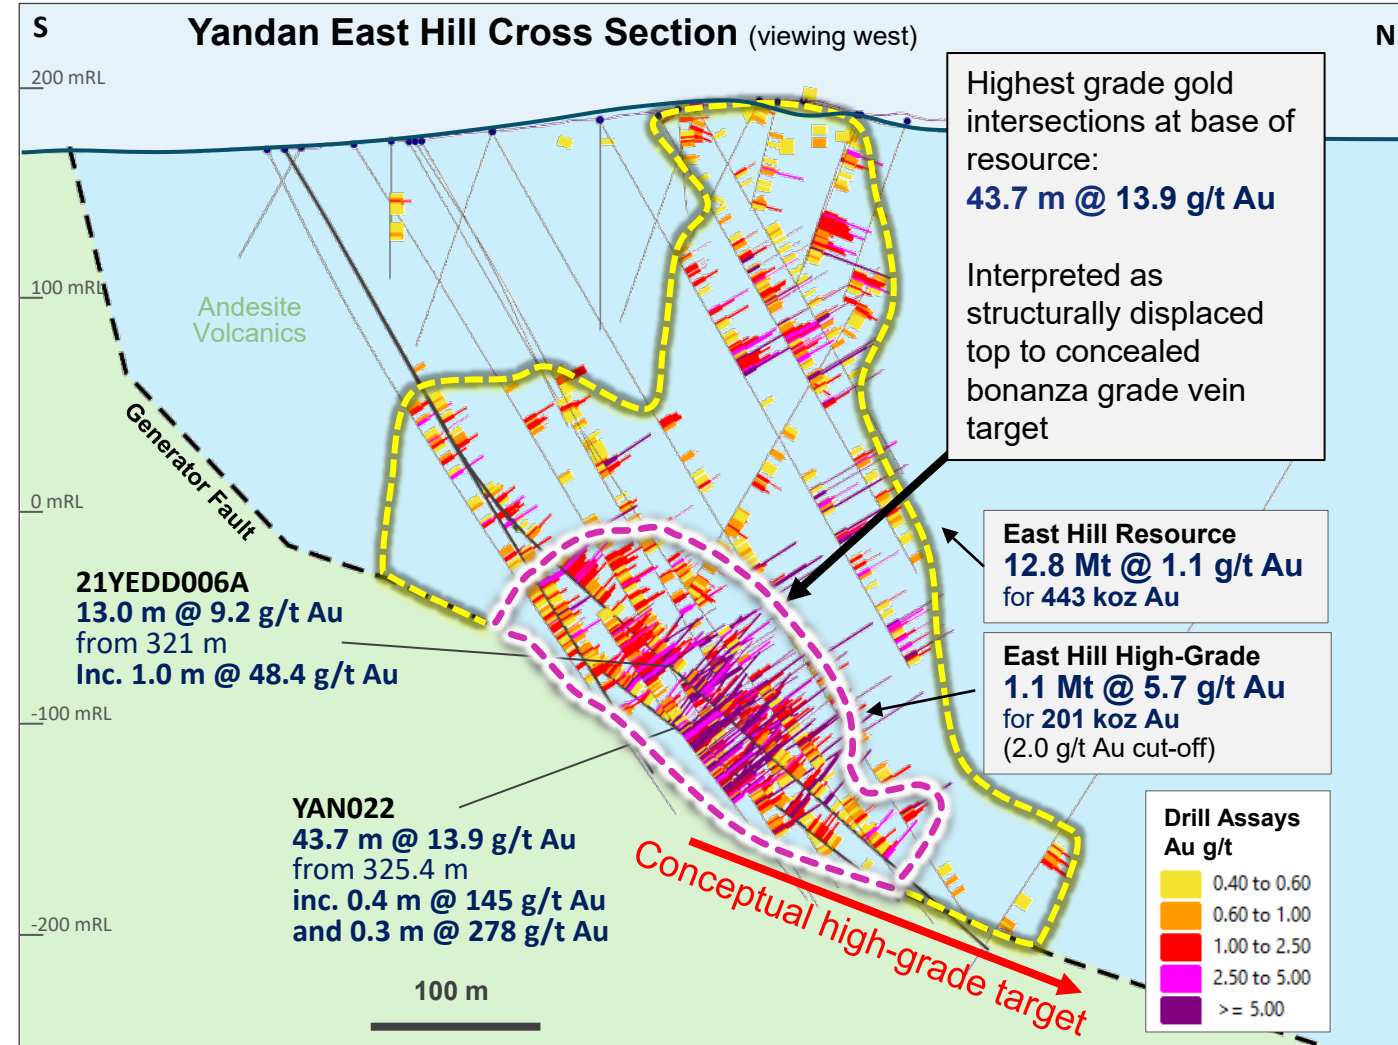 S
Yandan East Hill Cross Section (viewing west)
N
200 mRL
Highest grade gold
intersections at base of
resource:
43.7 m @ 13.9 g/t Au
Interpreted as
structurally displaced
top to concealed
bonanza grade vein
target
100 mRL
Andesite
Volcanics
Generator Fault
0 mRL
East Hill Resource
12.8 Mt @ 1.1 g/t Au
for 443 koz Au
21YEDD006A
13.0 m @ 9.2 g/t Au
from 321 m
Inc. 1.0 m @ 48.4 g/t Au
East Hill High-Grade
1.1 Mt @ 5.7 g/t Au
for 201 koz Au
(2.0 g/t Au cut-off)
-100 mRL
YAN022
43.7 m @ 13.9 g/t Au
from 325.4 m
inc. 0.4 m @ 145 g/t Au
and 0.3 m @ 278 g/t Au
Conceptual high-grade target
Drill Assays
Au g/t
0.40 to 0.60
0.60 to 1.00
1.00 to 2.50
2.50 to 5.00
>= 5.00
-200 mRL
100 m